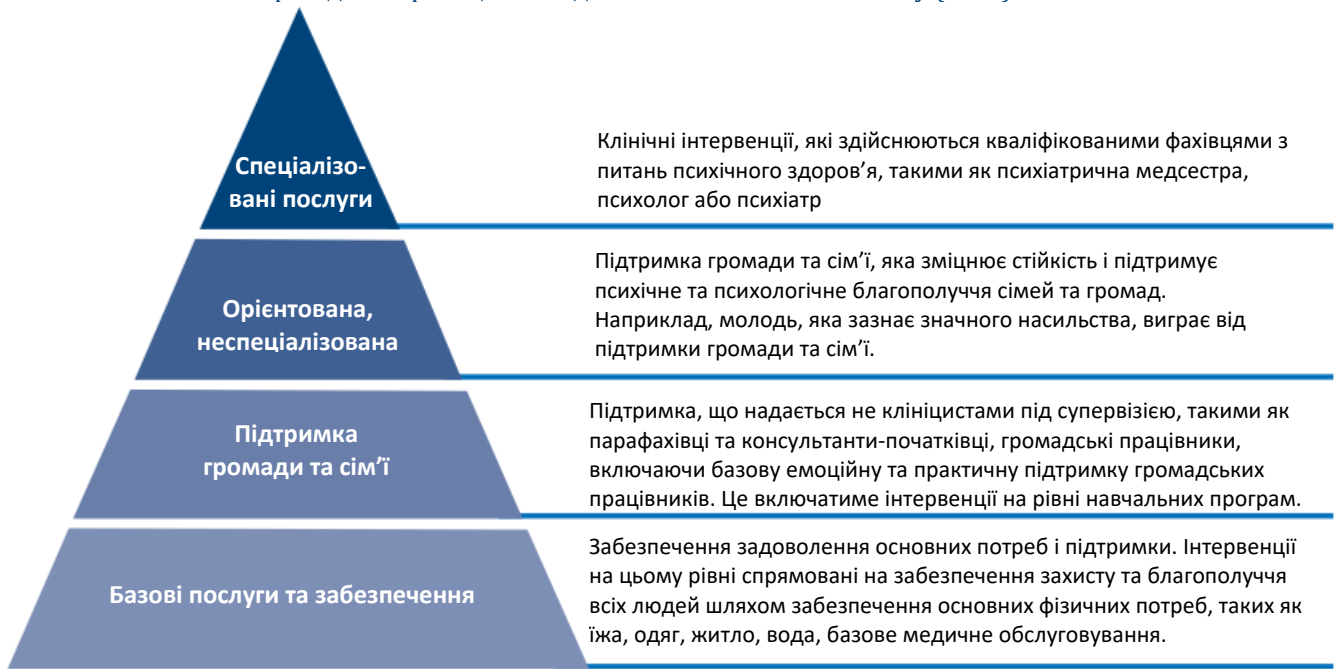 Спеціалізо-
вані послуги
Клінічні інтервенції, які здійснюються кваліфікованими фахівцями з
питань психічного здоров’я, такими як психіатрична медсестра,
психолог або психіатр
Орієнтована,
неспеціалізована
Підтримка громади та сім’ї, яка зміцнює стійкість і підтримує
психічне та психологічне благополуччя сімей та громад.
Наприклад, молодь, яка зазнає значного насильства, виграє від
підтримки громади та сім’ї.
Підтримка
громади та сім’ї
Підтримка, що надається не клініцистами під супервізією, такими як
парафахівці та консультанти-початківці, громадські працівники,
включаючи базову емоційну та практичну підтримку громадських
працівників. Це включатиме інтервенції на рівні навчальних програм.
Базові послуги та забезпечення
Забезпечення задоволення основних потреб і підтримки. Інтервенції
на цьому рівні спрямовані на забезпечення захисту та благополуччя
всіх людей шляхом забезпечення основних фізичних потреб, таких як
їжа, одяг, житло, вода, базове медичне обслуговування.